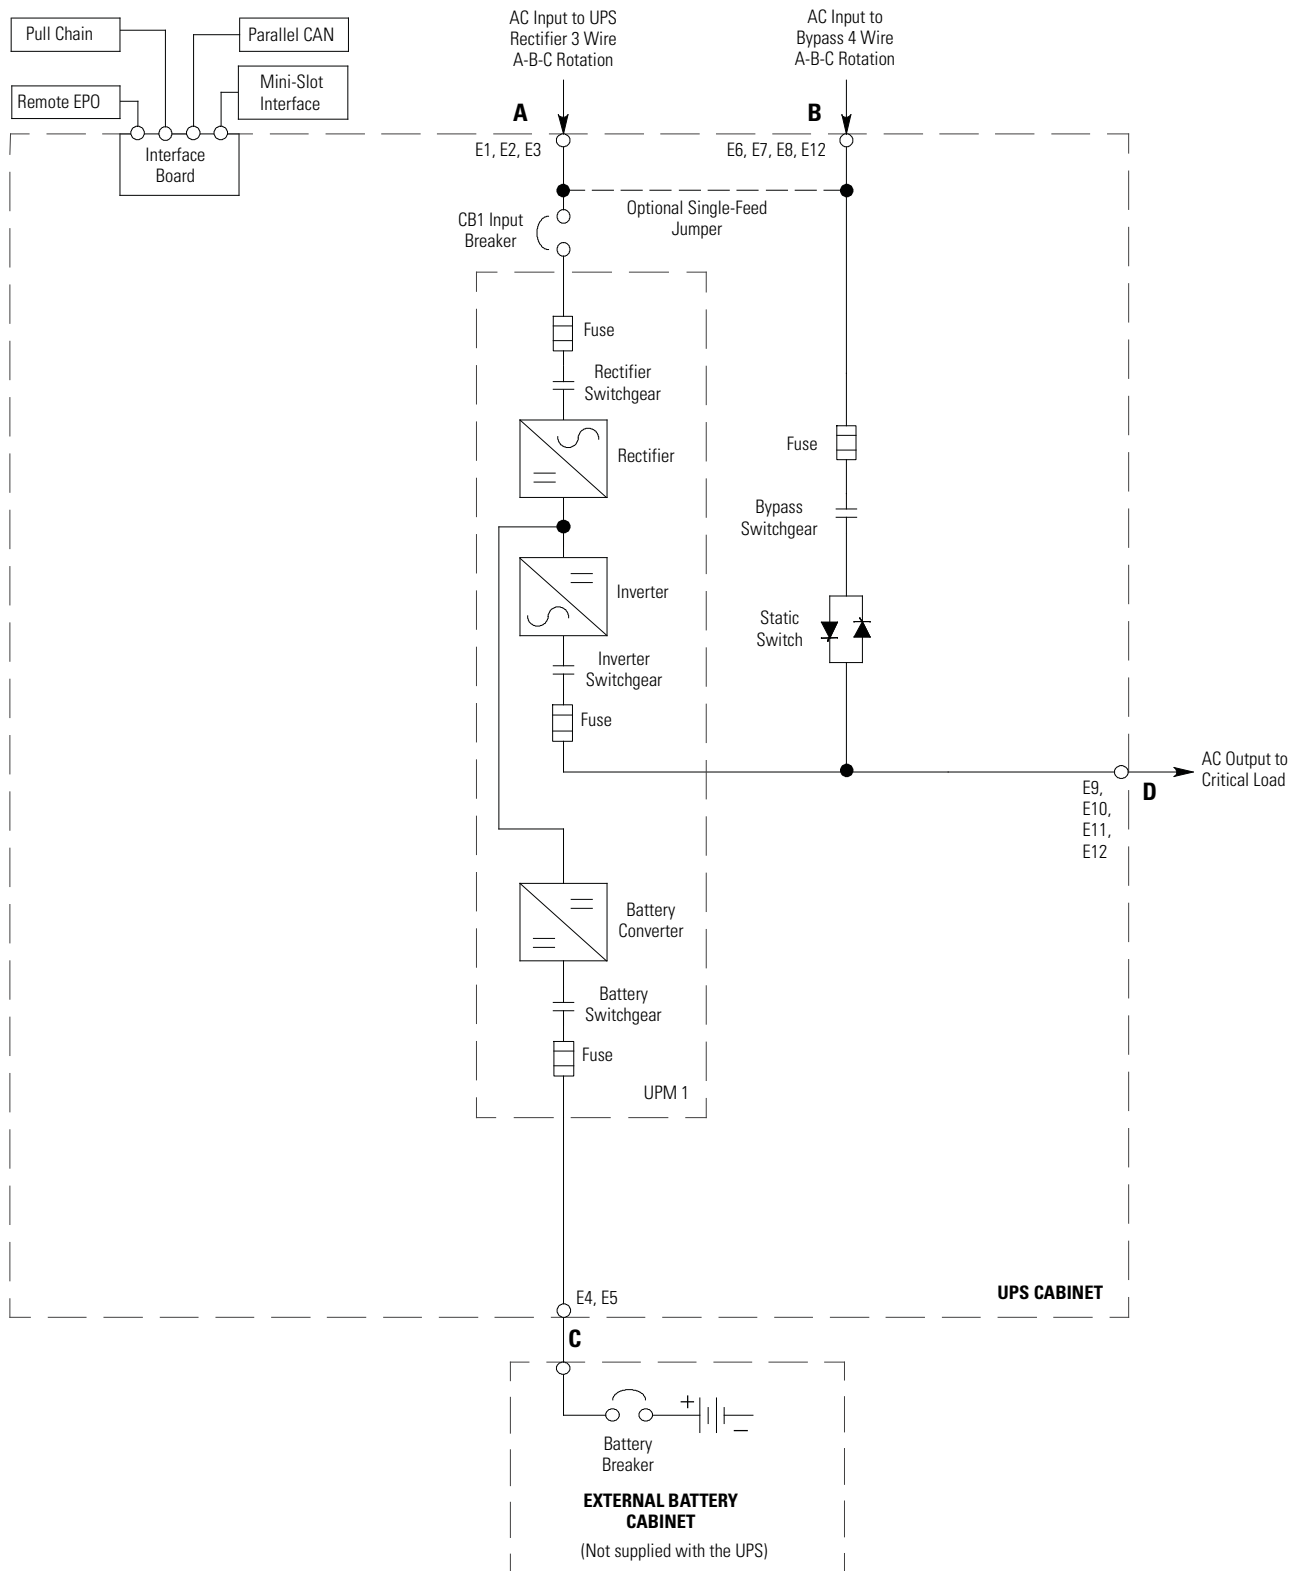 Pull Chain
Parallel CAN
Remote EPO
Mini-Slot
Interface
Interface
Board
AC Input to UPS
Rectifier 3 Wire
A-B-C Rotation
AC Input to
Bypass 4 Wire
A-B-C Rotation
A
B
E1, E2, E3
E6, E7, E8, E12
Optional Single-Feed
Jumper
CB1 Input
Breaker
Fuse
Rectifier
Switchgear
Rectifier
Fuse
Bypass
Switchgear
Inverter
Static
Switch
Inverter
Switchgear
Fuse
AC Output to
Critical Load
D
E9,
E10,
E11,
E12
Battery
Converter
Battery
Switchgear
Fuse
UPM 1
UPS CABINET
E4, E5
C
+
−
Battery
Breaker
EXTERNAL BATTERY
CABINET
(Not supplied with the UPS)